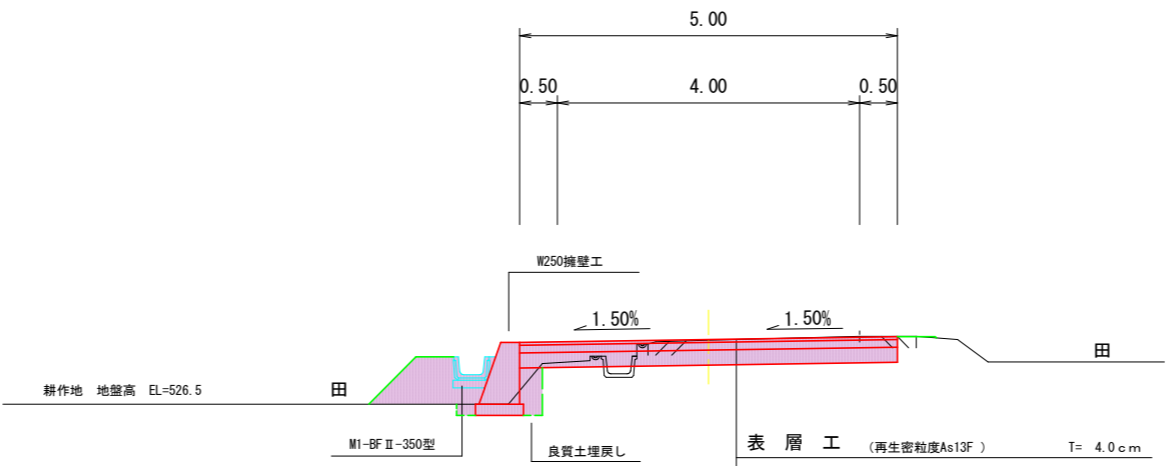 5.00
0.50 4.00 0.50
W250擁壁工
1.50% 1.50%
田
耕作地 地盤高 EL=526.5 田
M1-BFⅡ-350型
良質土埋戻し
表 層 工 (再生密粒度As13F ) T= 4.0cm